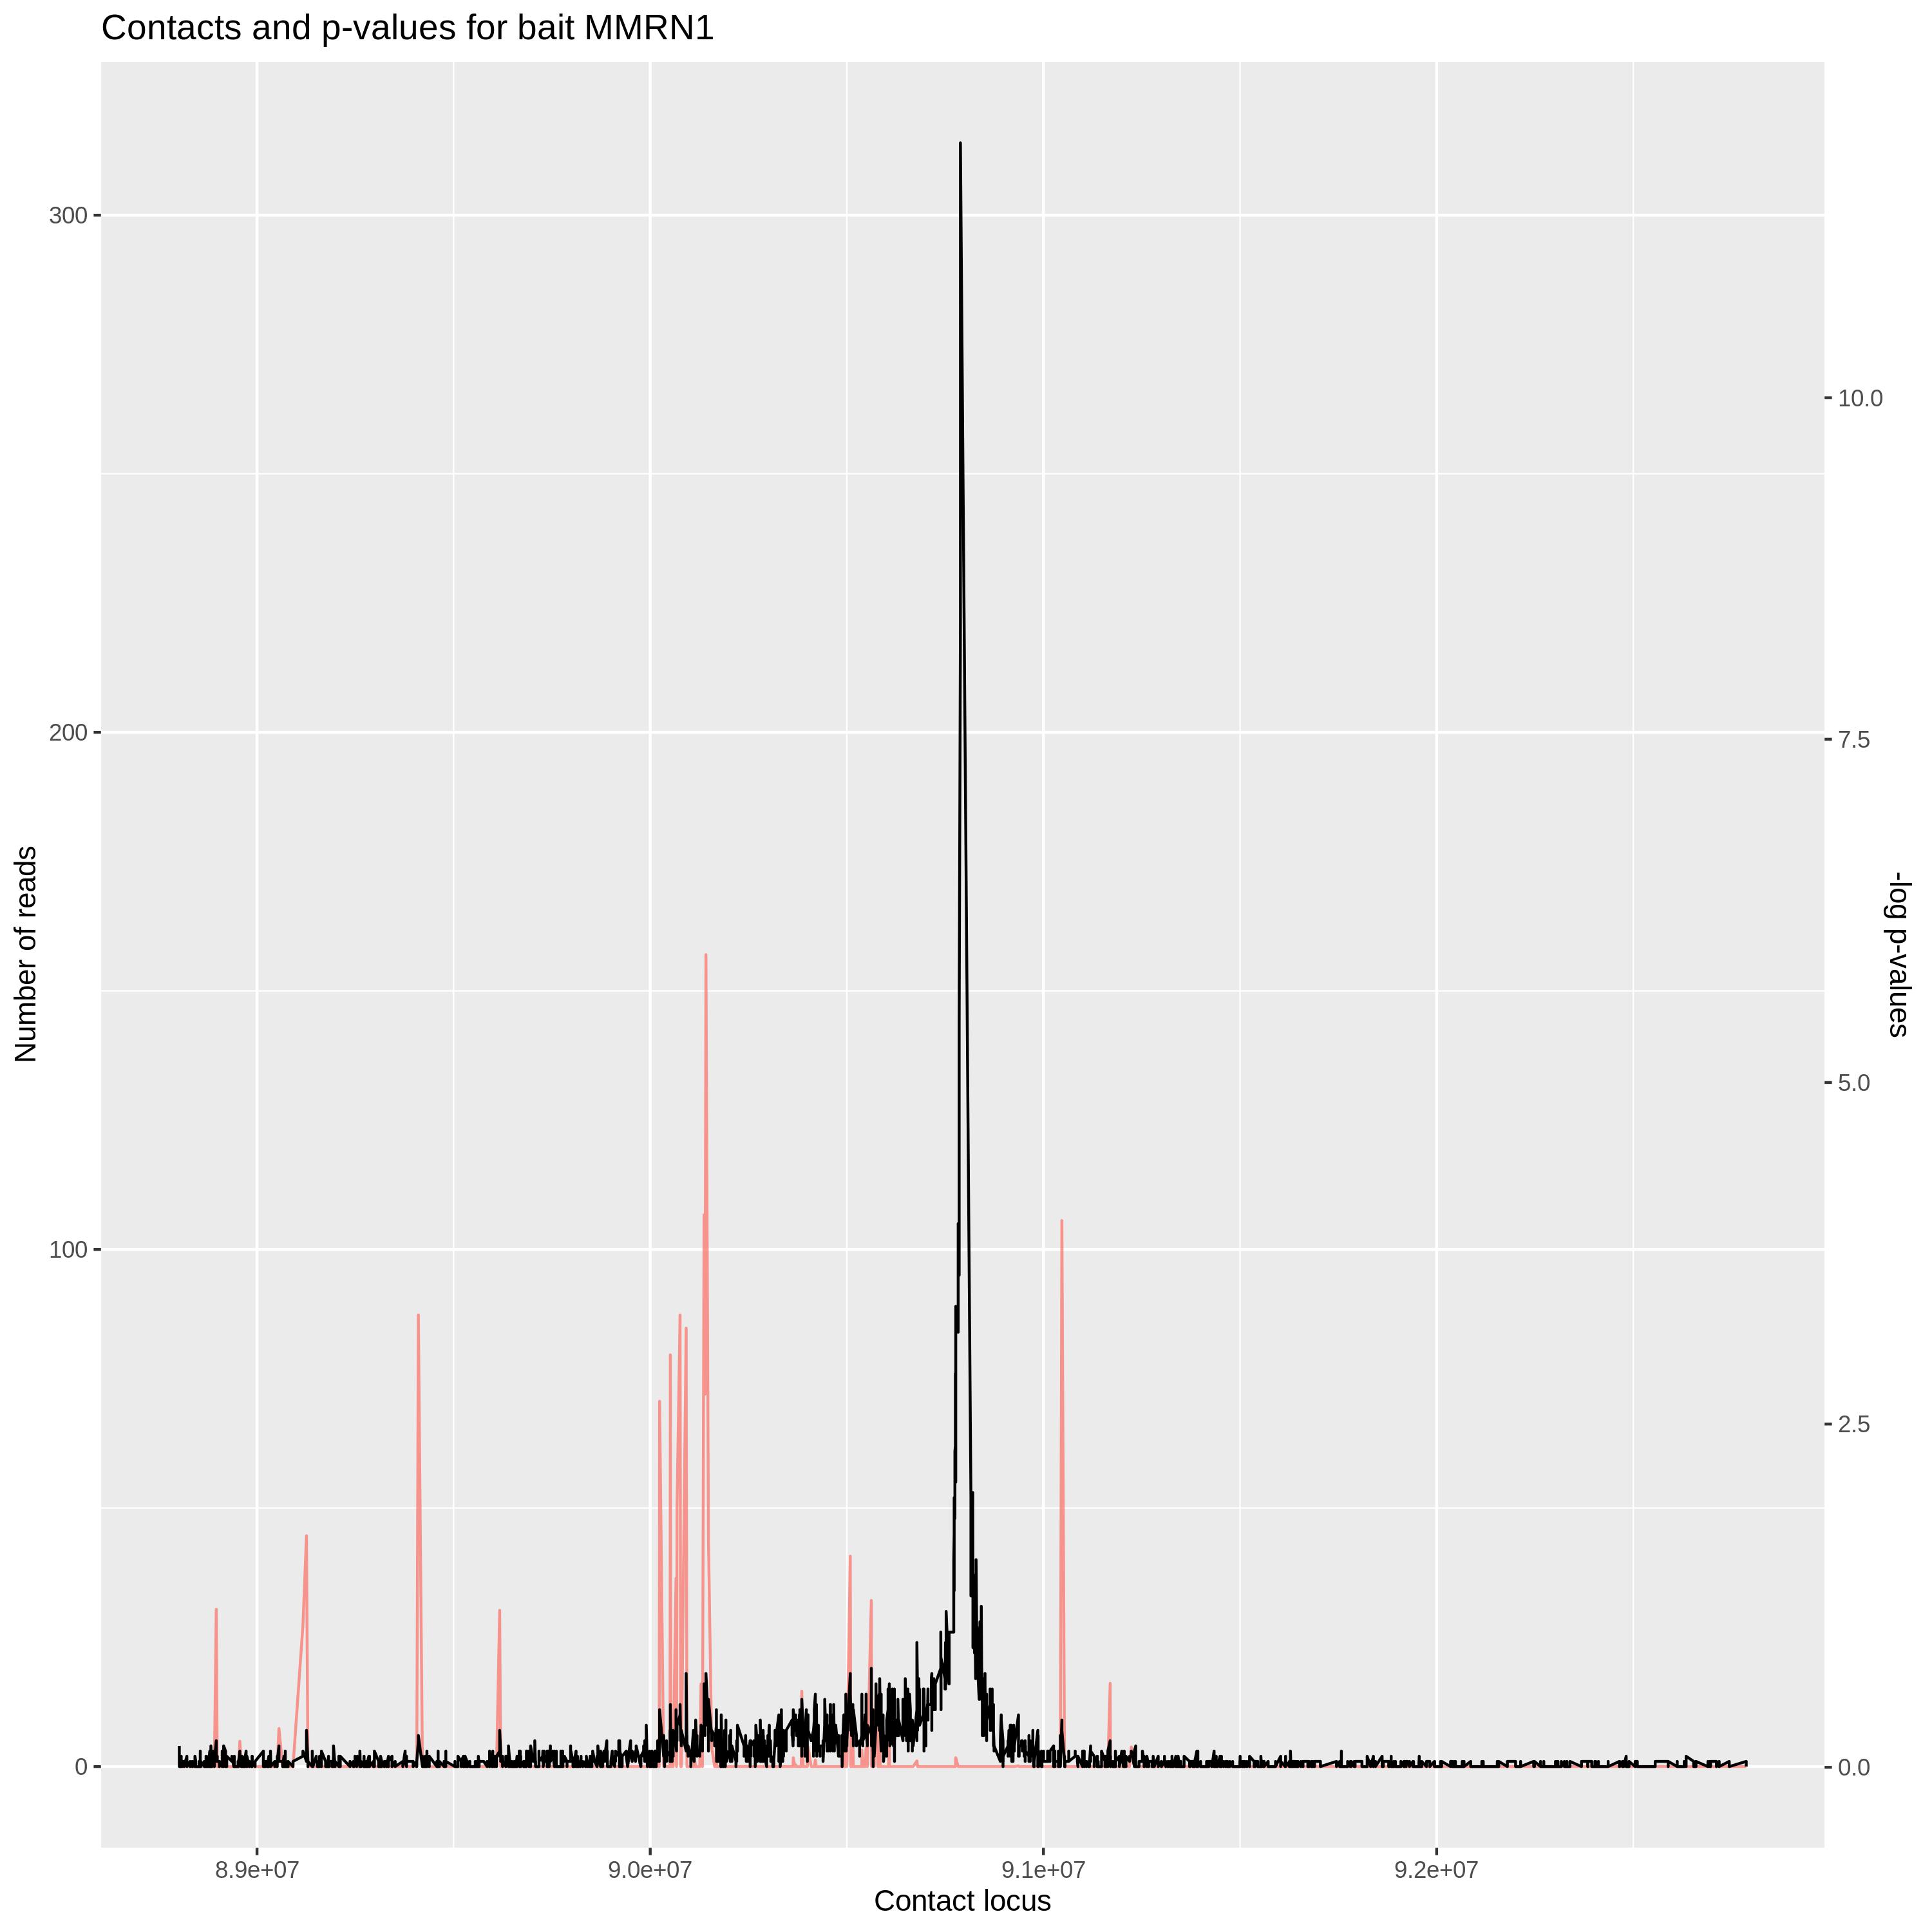 Contacts and p-values for bait MMRN1
300
200
100
0
Number of reads
10.0
7.5
5.0
2.5
0.0
-log p-values
8.9e+07 9.0e+07 9.1e+07 9.2e+07
Contact locus